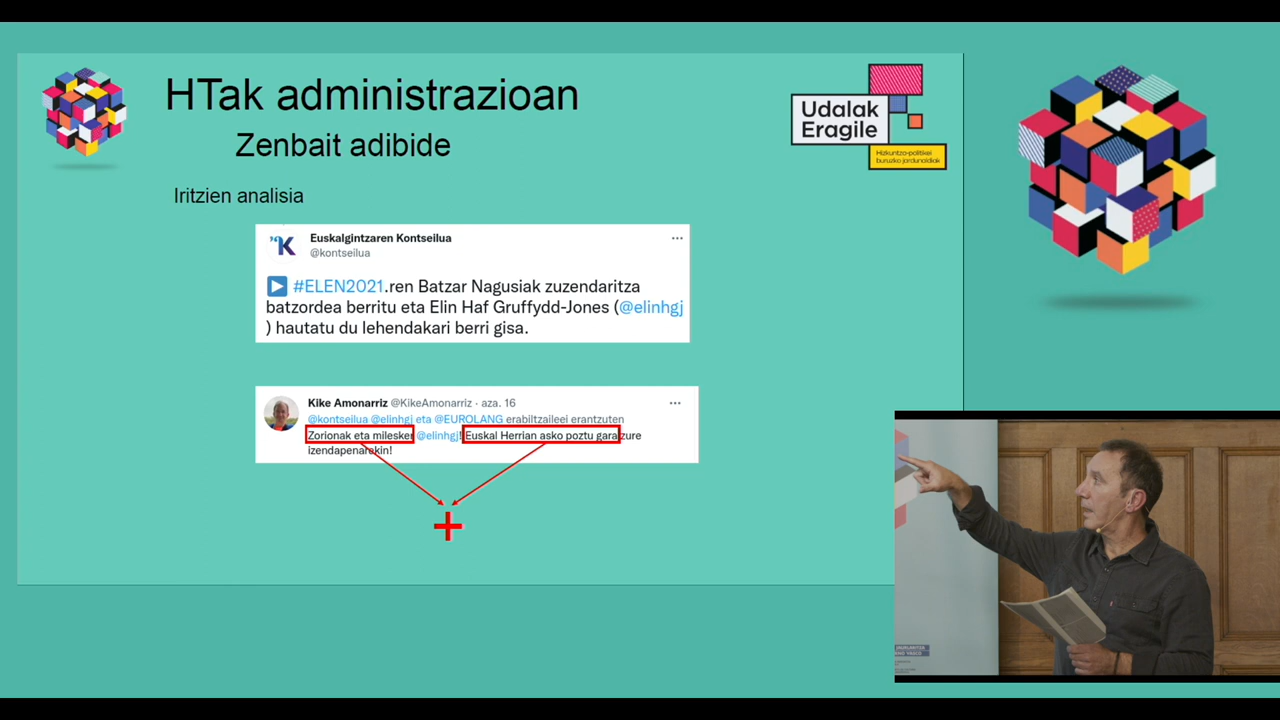 HTak administrazioan
Zenbait adibide
Udalak
Eragile
Hizkuntza-politikei
buruzko jardunaldiak
Iritzien analisia
Euskalgintzaren Kontseilua
@kontseilua
#ELEN2021.ren Batzar Nagusiak zuzendaritza
batzordea berritu eta Elin Haf Gruffydd-Jones (@elinhgj
) hautatu du lehendakari berri gisa.
Kike Amonarriz @KikeAmonarriz · aza. 16
@kontseilua @elinhgj eta @EUROLANG erabiltzaileei erantzuten
Zorionak eta milesker @elinhgj! Euskal Herrian asko poztu gara zure
izendapenarekin!
+